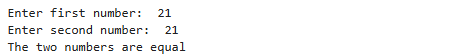 Enter first number:  21
Enter second number:  21
The two numbers are equal